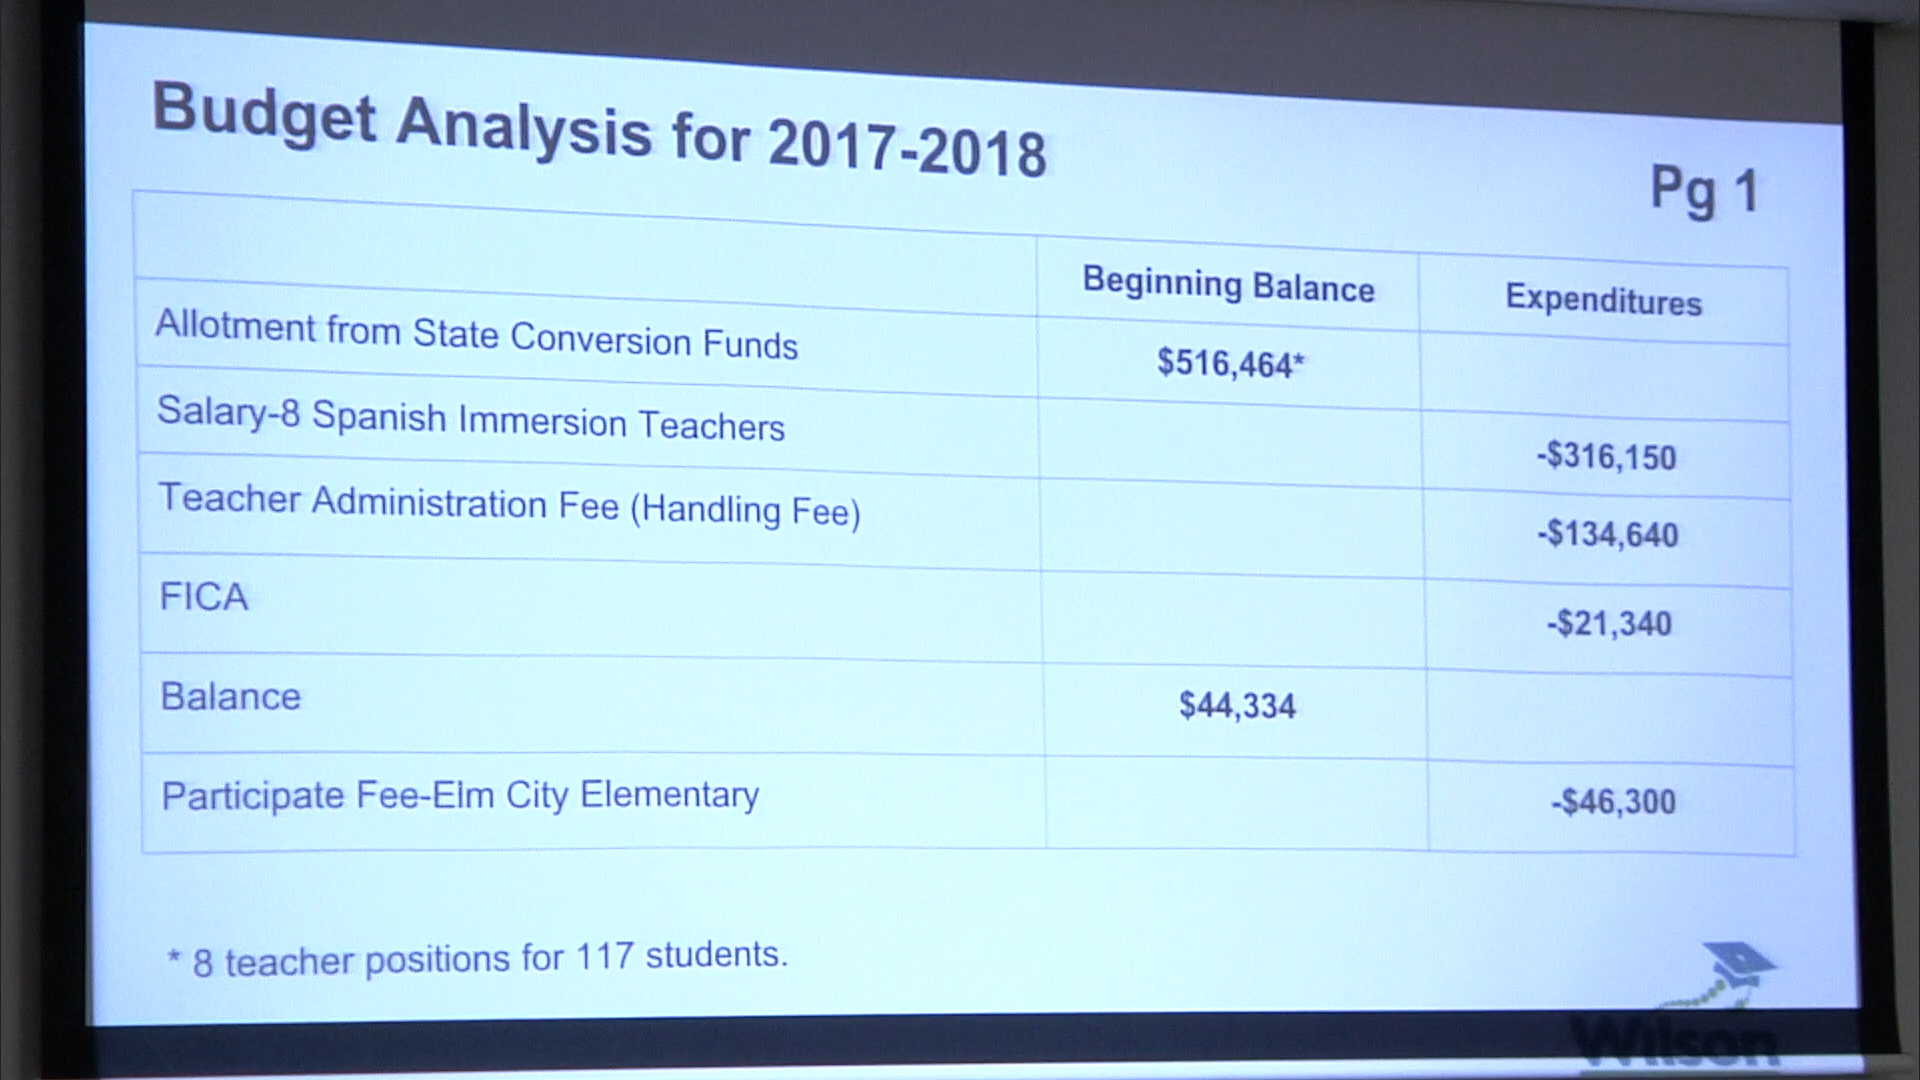 Budget Analysis for 2017-2018
Pg 1
Beginning Balance Expenditures
Allotment from State Conversion Funds $516,464*
Salary-8 Spanish Immersion Teachers -$316,150
Teacher Administration Fee (Handling Fee) -$134,640
FICA -$21,340
Balance $44,334
Participate Fee-Elm City Elementary -$46,300
* 8 teacher positions for 117 students.
Wilson